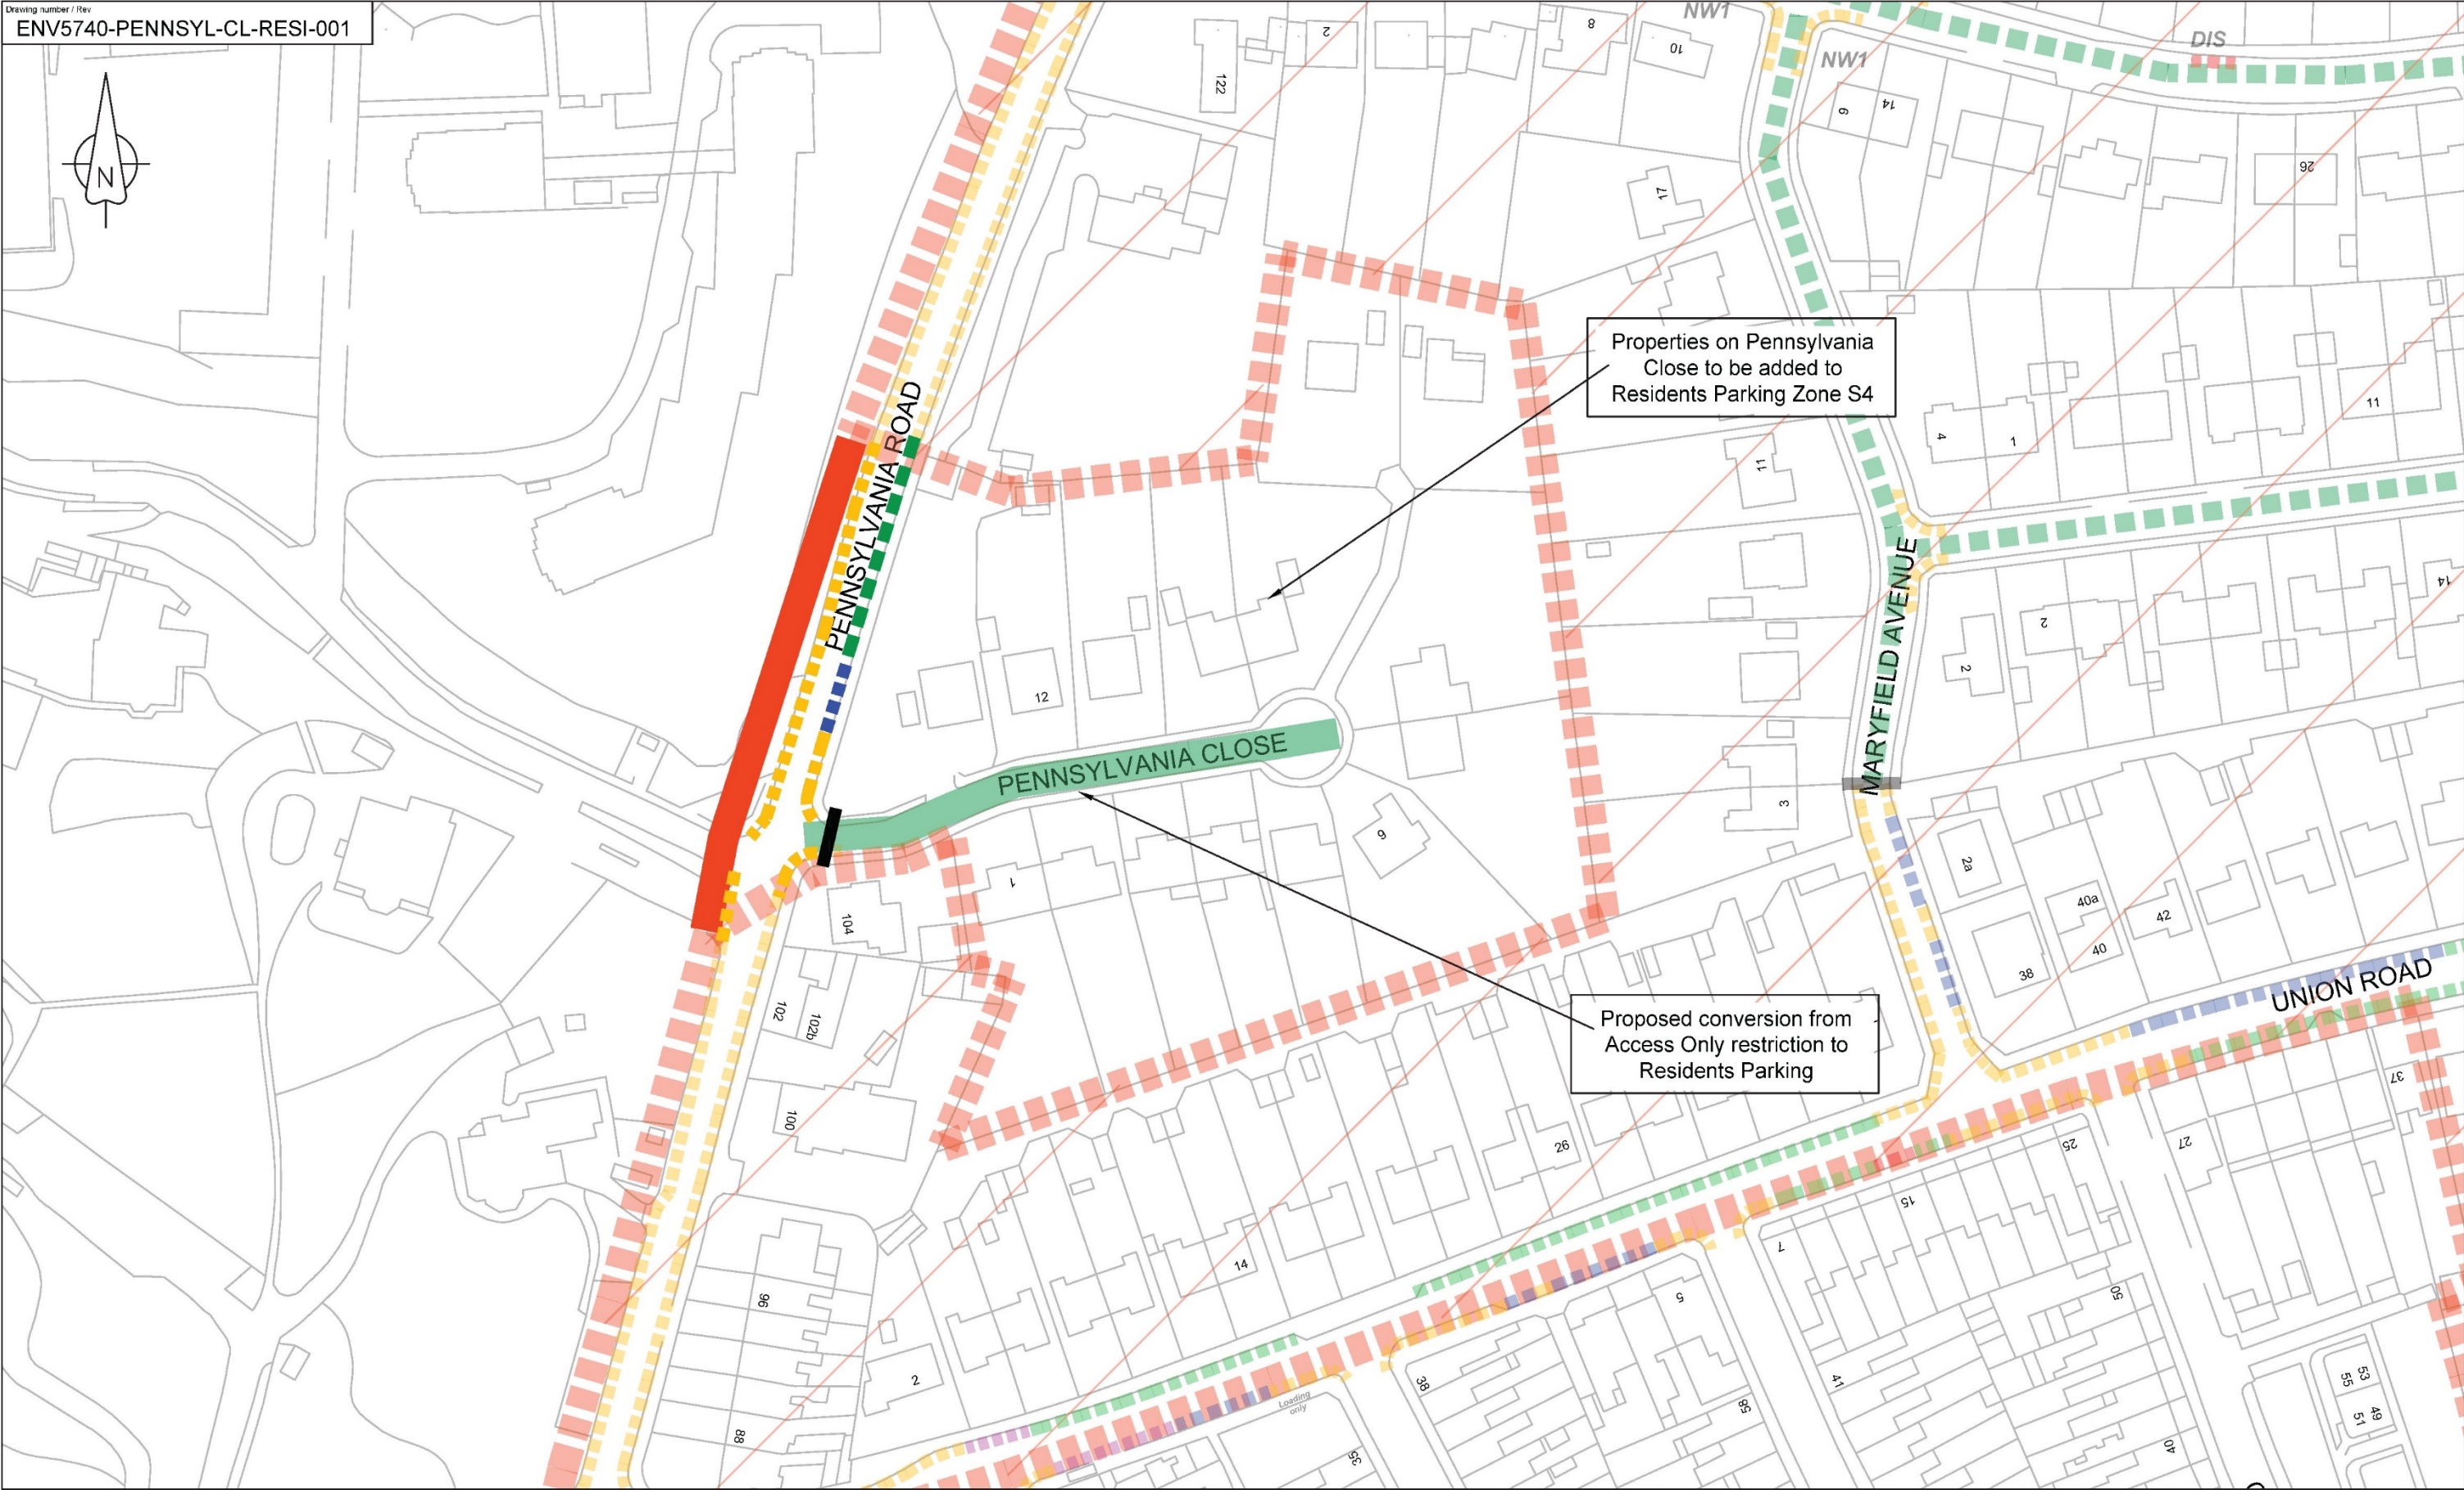 Drawing number / Rev
ENV5740-PENNSYL-CL-RESI-001
N
122
2
8
10
NW1
NW1
DIS
9
14
26
17
Properties on Pennsylvania
Close to be added to
Residents Parking Zone S4
PENNSYLVANIA ROAD
11
4
1
11
MARYFIELD AVENUE
14
2
2
12
PENNSYLVANIA CLOSE
3
9
1
2a
104
40a
42
40
38
102
102b
UNION ROAD
Proposed conversion from
Access Only restriction to
Residents Parking
100
37
26
25
27
15
14
7
96
5
50
2
38
41
58
Loading
only
88
35
40
53
55
49
51